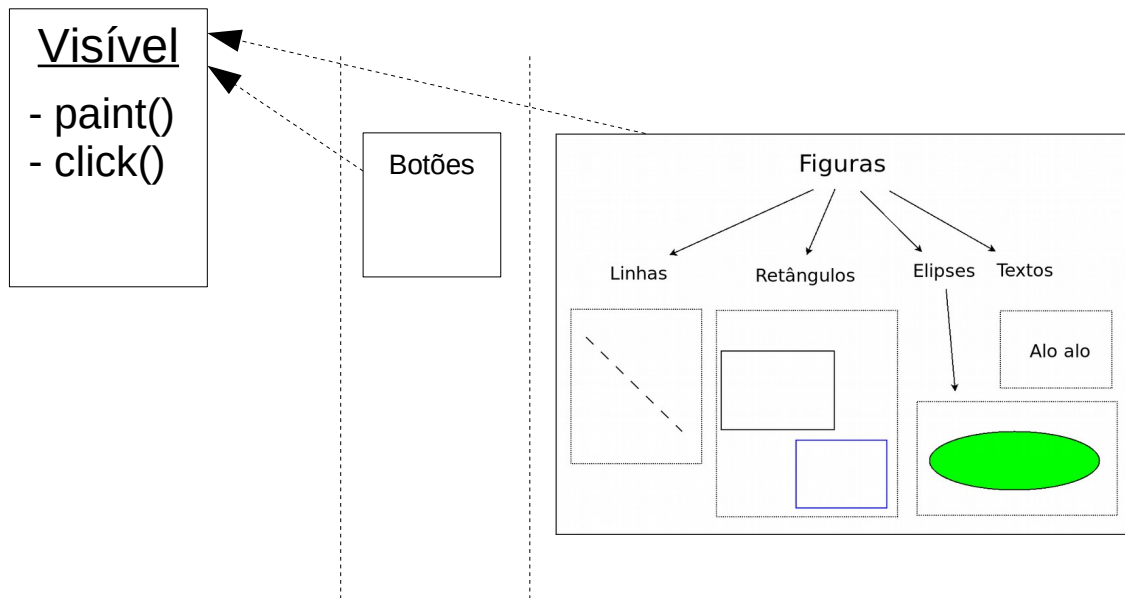 Visível
- paint()
- click()
Botões
Figuras
Linhas
Retângulos
Elipses
Textos
Alo alo